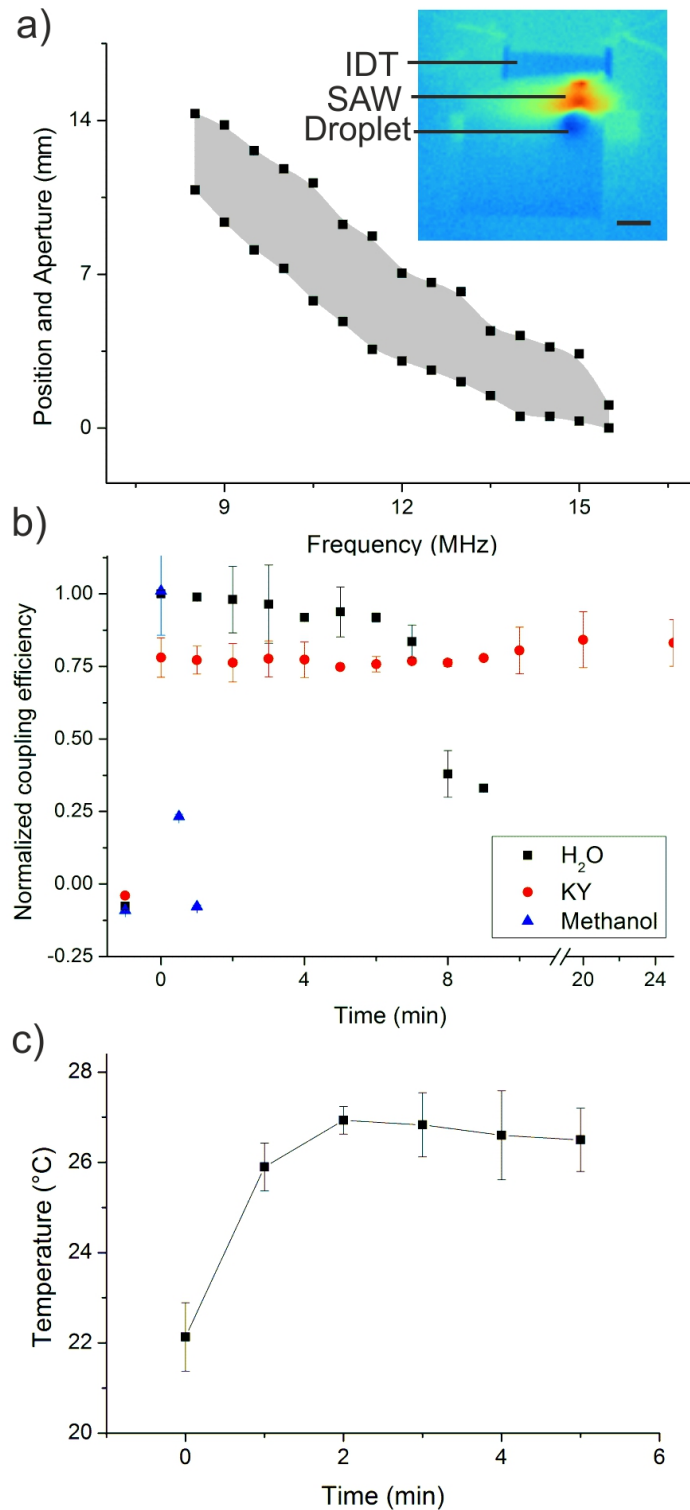 a)
IDT
SAW
Droplet
Position and Aperture (mm)
14
7
0
9 12 15
Frequency (MHz)
b)
Normalized coupling efficiency
1.00
0.75
0.50
0.25
0.00
-0.25
H₂O
KY
Methanol
0 4 8 20 24
Time (min)
c)
Temperature (°C)
28
26
24
22
20
0 2 4 6
Time (min)